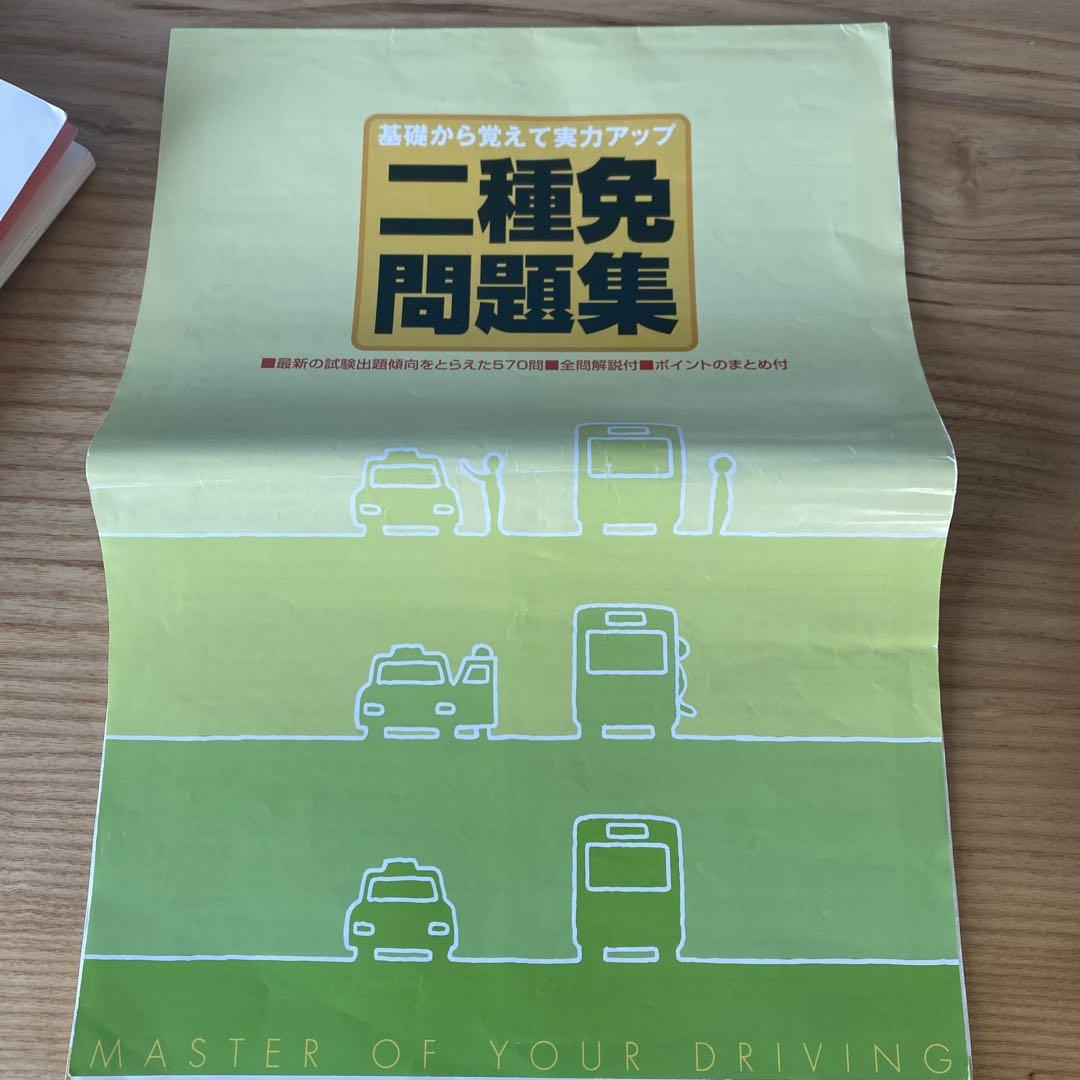 基礎から覚えて実力アップ
二種免
問題集
■最新の試験出題傾向をとらえた570問■全問解説付■ポイントのまとめ付
MASTER OF YOUR DRIVING